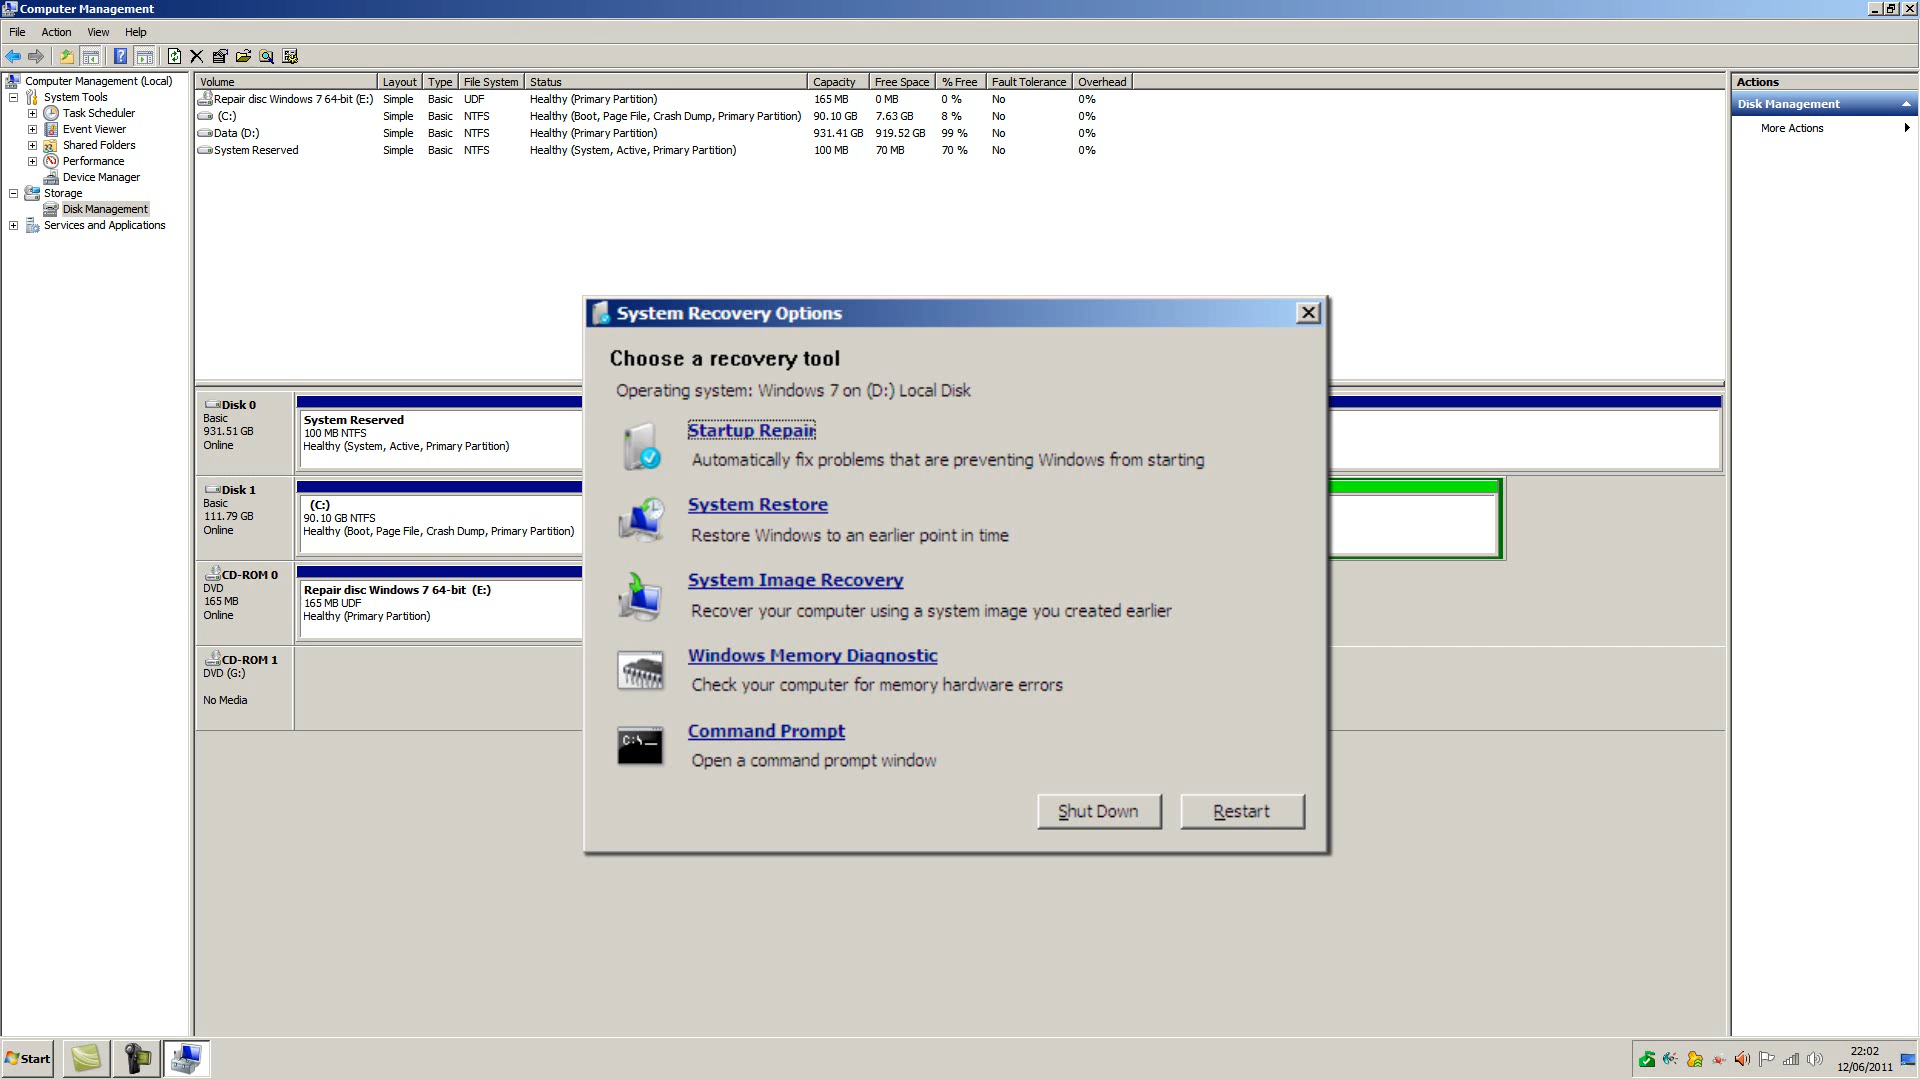 Computer Management
File Action View Help
Computer Management (Local)
System Tools
Task Scheduler
Event Viewer
Shared Folders
Performance
Device Manager
Storage
Disk Management
Services and Applications
Volume Layout Type File System Status Capacity Free Space % Free Fault Tolerance Overhead
Repair disc Windows 7 64-bit (E:) Simple Basic UDF Healthy (Primary Partition) 165 MB 0 MB 0 % No 0%
(C:) Simple Basic NTFS Healthy (Boot, Page File, Crash Dump, Primary Partition) 90.10 GB 7.63 GB 8 % No 0%
Data (D:) Simple Basic NTFS Healthy (Primary Partition) 931.41 GB 919.52 GB 99 % No 0%
System Reserved Simple Basic NTFS Healthy (System, Active, Primary Partition) 100 MB 70 MB 70 % No 0%
Actions
Disk Management
More Actions
Disk 0
Basic
931.51 GB
Online
System Reserved
100 MB NTFS
Healthy (System, Active, Primary Partition)
Disk 1
Basic
111.79 GB
Online
(C:)
90.10 GB NTFS
Healthy (Boot, Page File, Crash Dump, Primary Partition)
CD-ROM 0
DVD
165 MB
Online
Repair disc Windows 7 64-bit (E:)
165 MB UDF
Healthy (Primary Partition)
CD-ROM 1
DVD (G:)
No Media
System Recovery Options
Choose a recovery tool
Operating system: Windows 7 on (D:) Local Disk
Startup Repair
Automatically fix problems that are preventing Windows from starting
System Restore
Restore Windows to an earlier point in time
System Image Recovery
Recover your computer using a system image you created earlier
Windows Memory Diagnostic
Check your computer for memory hardware errors
C:\_
Command Prompt
Open a command prompt window
Shut Down Restart
Start
22:02
12/06/2011